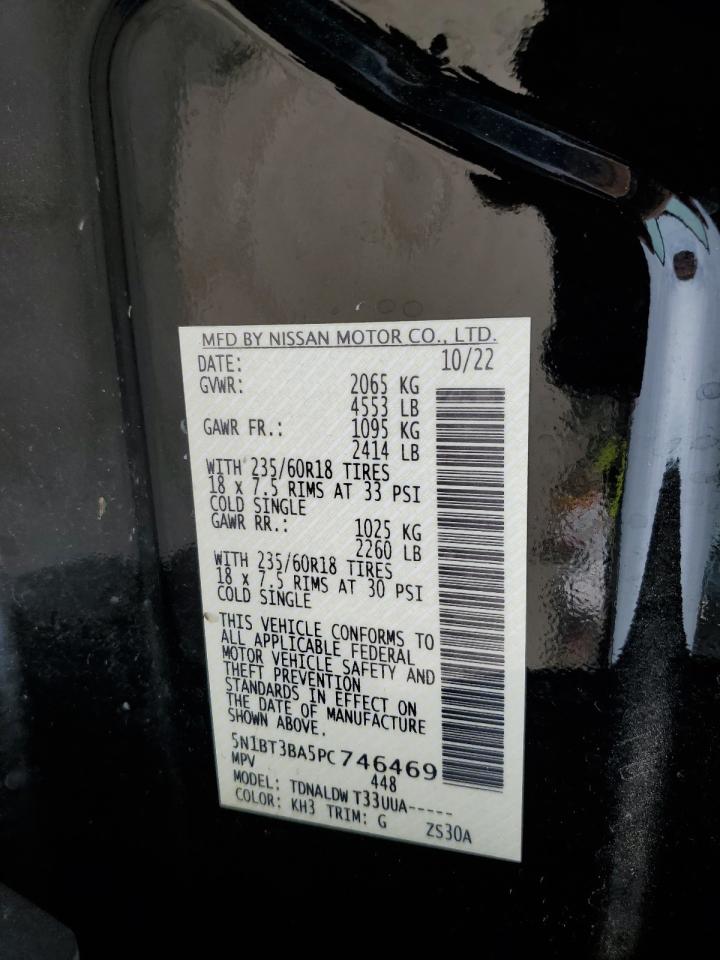 MFD BY NISSAN MOTOR CO., LTD.
DATE: 10/22
GVWR: 2065 KG
4553 LB
GAWR FR.: 1095 KG
2414 LB
WITH 235/60R18 TIRES
18 x 7.5 RIMS AT 33 PSI
COLD SINGLE
GAWR RR.: 1025 KG
2260 LB
WITH 235/60R18 TIRES
18 x 7.5 RIMS AT 30 PSI
COLD SINGLE
THIS VEHICLE CONFORMS TO
ALL APPLICABLE FEDERAL
MOTOR VEHICLE SAFETY AND
THEFT PREVENTION
STANDARDS IN EFFECT ON
THE DATE OF MANUFACTURE
SHOWN ABOVE.
5N1BT3BA5PC746469
MPV 448
MODEL: TDNALDW T33UUA-----
COLOR: KH3 TRIM: G ZS30A